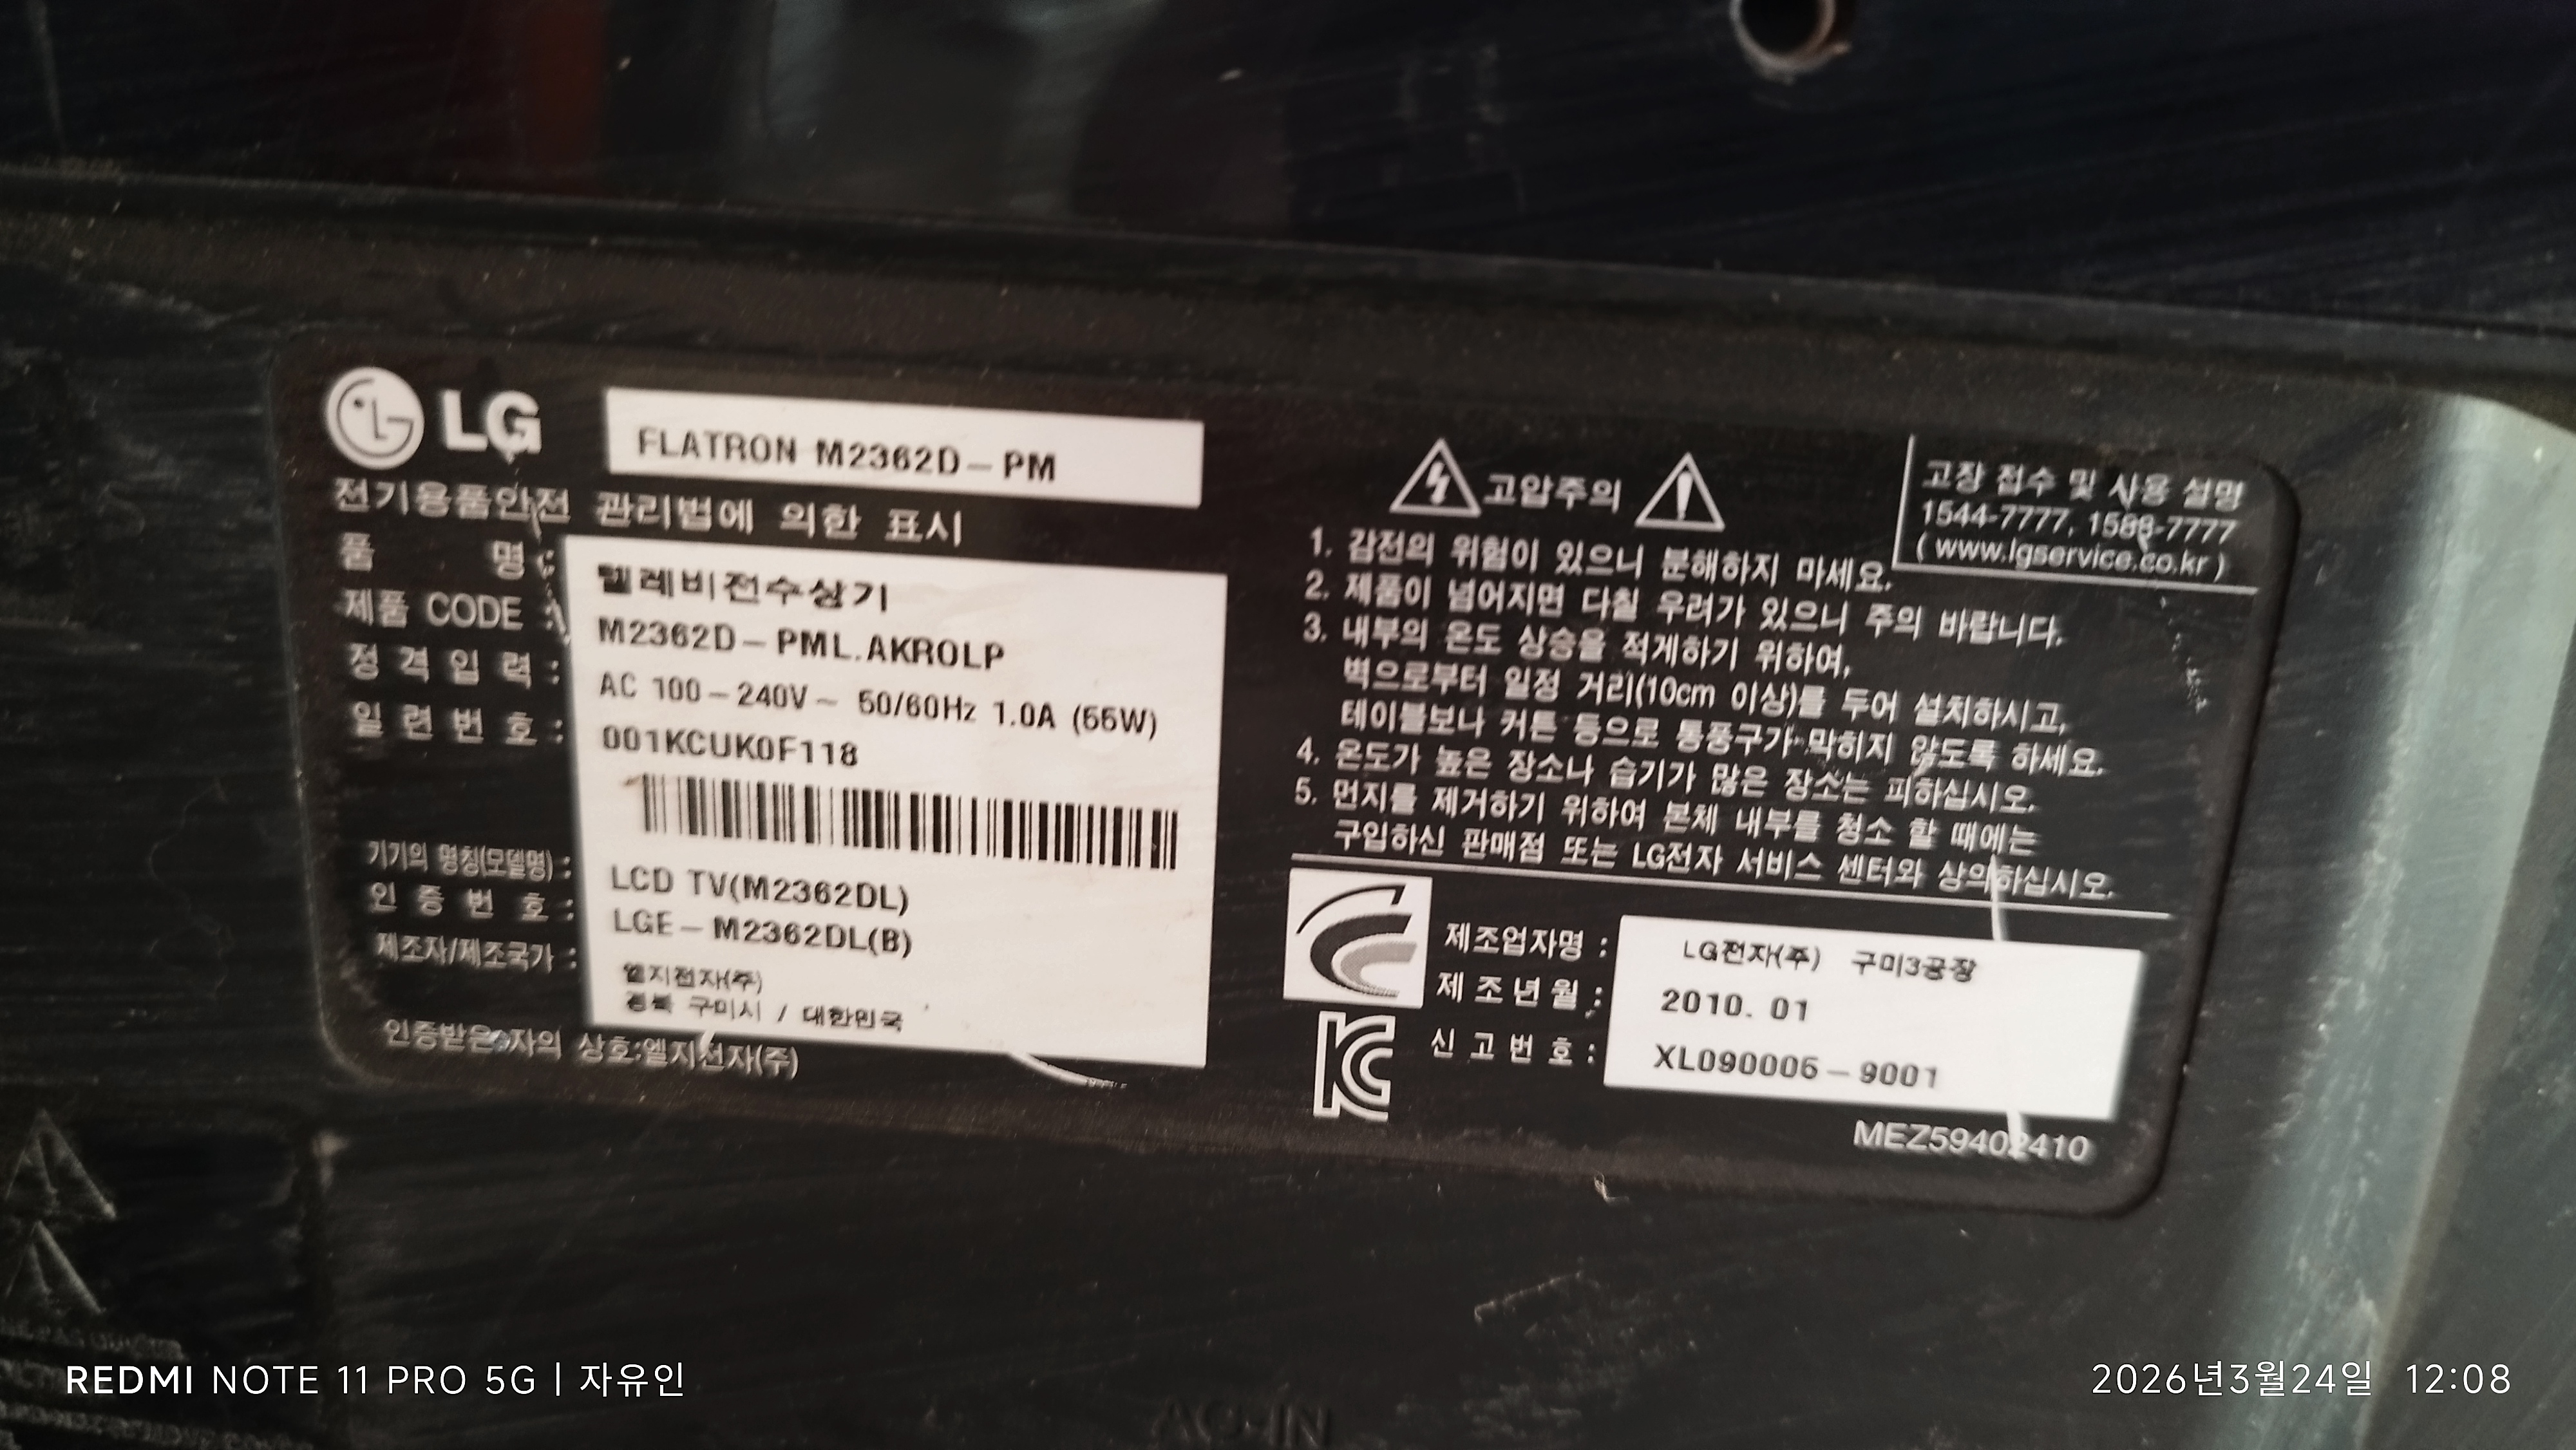 LG
FLATRON M2362D-PM
전기용품안전 관리법에 의한 표시
품 명 : 텔레비전수상기
제품 CODE : M2362D-PML.AKROLP
정격입력 : AC 100-240V~ 50/60Hz 1.0A (55W)
일련번호 : 001KCUK0F118
기기의 명칭(모델명) : LCD TV(M2362DL)
인증번호 : LGE-M2362DL(B)
제조자/제조국가 : 엘지전자(주)
경북 구미시 / 대한민국
인증받은 자의 상호:엘지전자(주)
고압주의
고장 접수 및 사용 설명
1544-7777, 1588-7777
( www.lgservice.co.kr )
1. 감전의 위험이 있으니 분해하지 마세요.
2. 제품이 넘어지면 다칠 우려가 있으니 주의 바랍니다.
3. 내부의 온도 상승을 적게하기 위하여,
벽으로부터 일정 거리(10cm 이상)를 두어 설치하시고,
테이블보나 커튼 등으로 통풍구가 막히지 않도록 하세요.
4. 온도가 높은 장소나 습기가 많은 장소는 피하십시오.
5. 먼지를 제거하기 위하여 본체 내부를 청소 할 때에는
구입하신 판매점 또는 LG전자 서비스 센터와 상의하십시오.
제조업자명 : LG전자(주) 구미3공장
제조년월 : 2010. 01
신고번호 : XL090005-9001
KC
MEZ59402410
AC-IN
REDMI NOTE 11 PRO 5G | 자유인
2026년3월24일 12:08